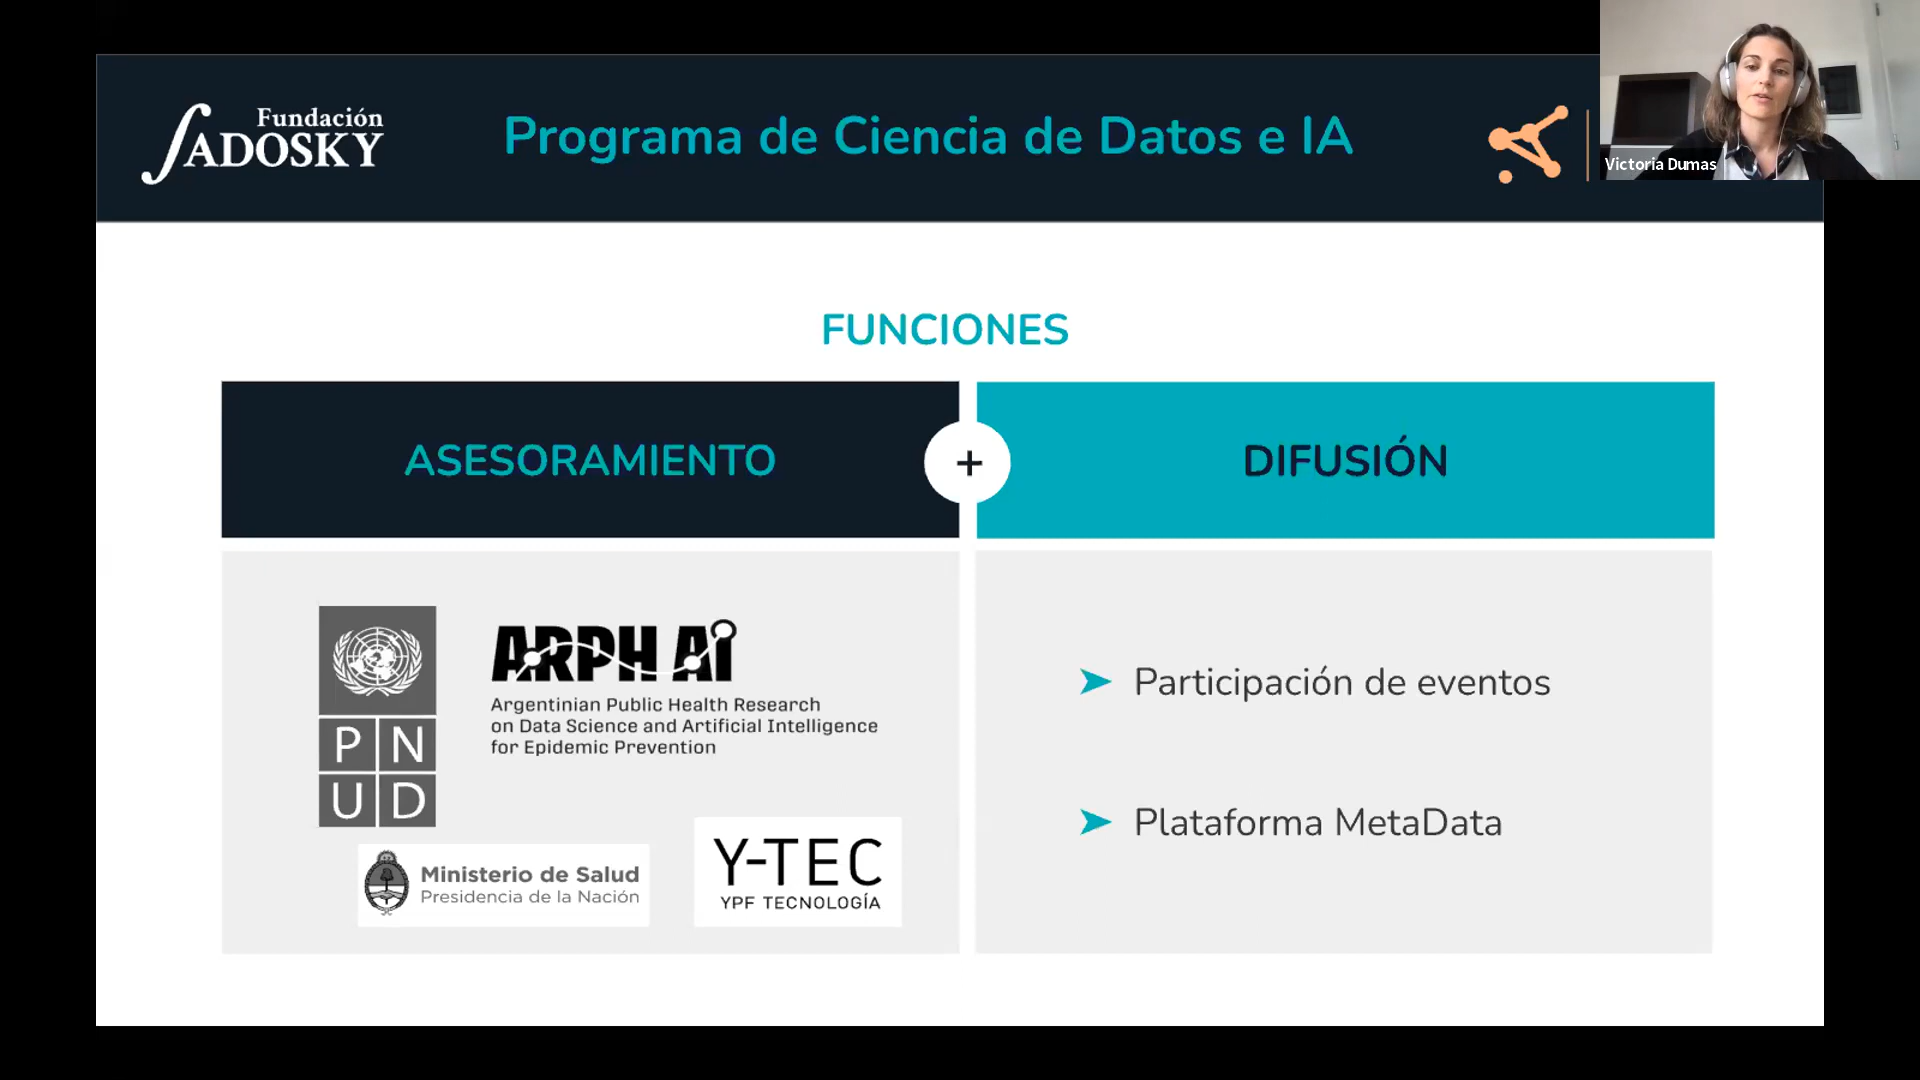 Fundación
SADOSKY
Programa de Ciencia de Datos e IA
Victoria Dumas
FUNCIONES
ASESORAMIENTO
+
DIFUSIÓN
P N
U D
ARPH AI
Argentinian Public Health Research
on Data Science and Artificial Intelligence
for Epidemic Prevention
Ministerio de Salud
Presidencia de la Nación
Y-TEC
YPF TECNOLOGÍA
➤ Participación de eventos
➤ Plataforma MetaData